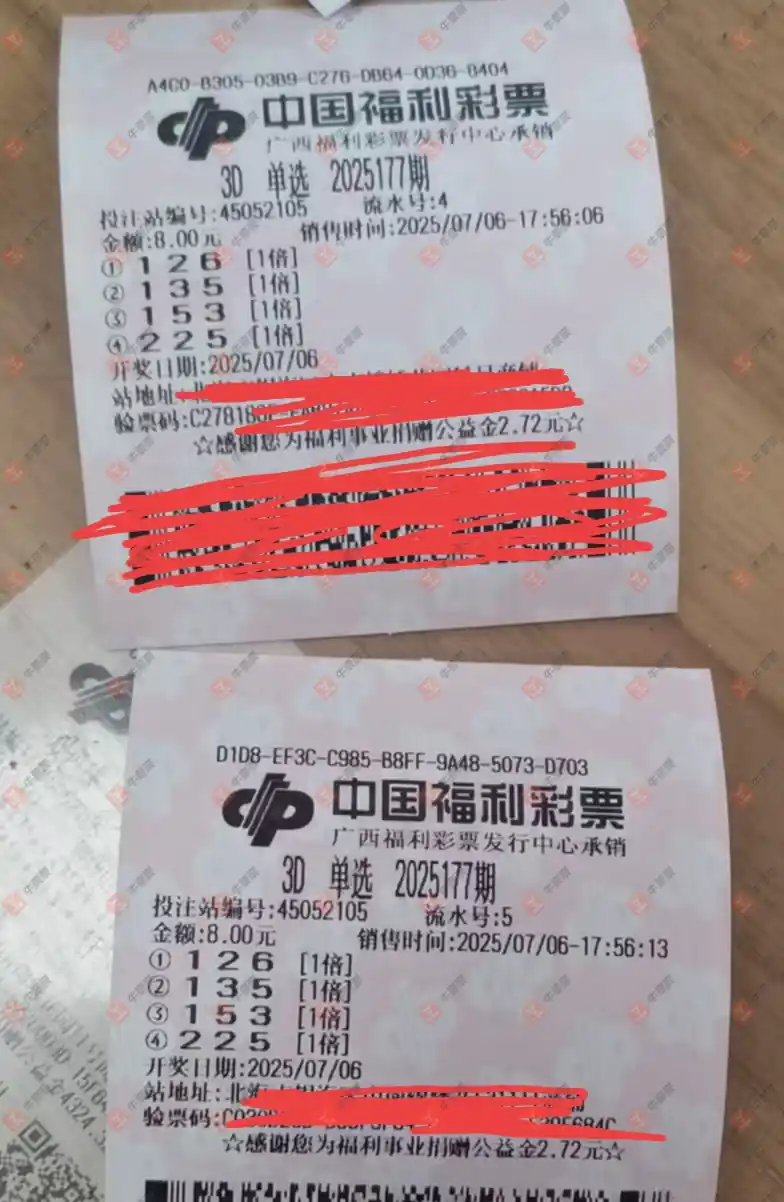 A4C0-B305-03B9-C276-DB64-0D36-8404
中国福利彩票
广西福利彩票发行中心承销
3D 单选 2025177期
投注站编号:45052105 流水号:4
金额:8.00元 销售时间:2025/07/06-17:56:06
① 1 2 6 [1倍]
② 1 3 5 [1倍]
③ 1 5 3 [1倍]
④ 2 2 5 [1倍]
开奖日期:2025/07/06
站地址:北
验票码:C278183F
☆感谢您为福利事业捐赠公益金2.72元☆
D1D8-EF3C-C985-B8FF-9A48-5073-D703
中国福利彩票
广西福利彩票发行中心承销
3D 单选 2025177期
投注站编号:45052105 流水号:5
金额:8.00元 销售时间:2025/07/06-17:56:13
① 1 2 6 [1倍]
② 1 3 5 [1倍]
③ 1 5 3 [1倍]
④ 2 2 5 [1倍]
开奖日期:2025/07/06
站地址:北海
验票码:
☆感谢您为福利事业捐赠公益金2.72元☆